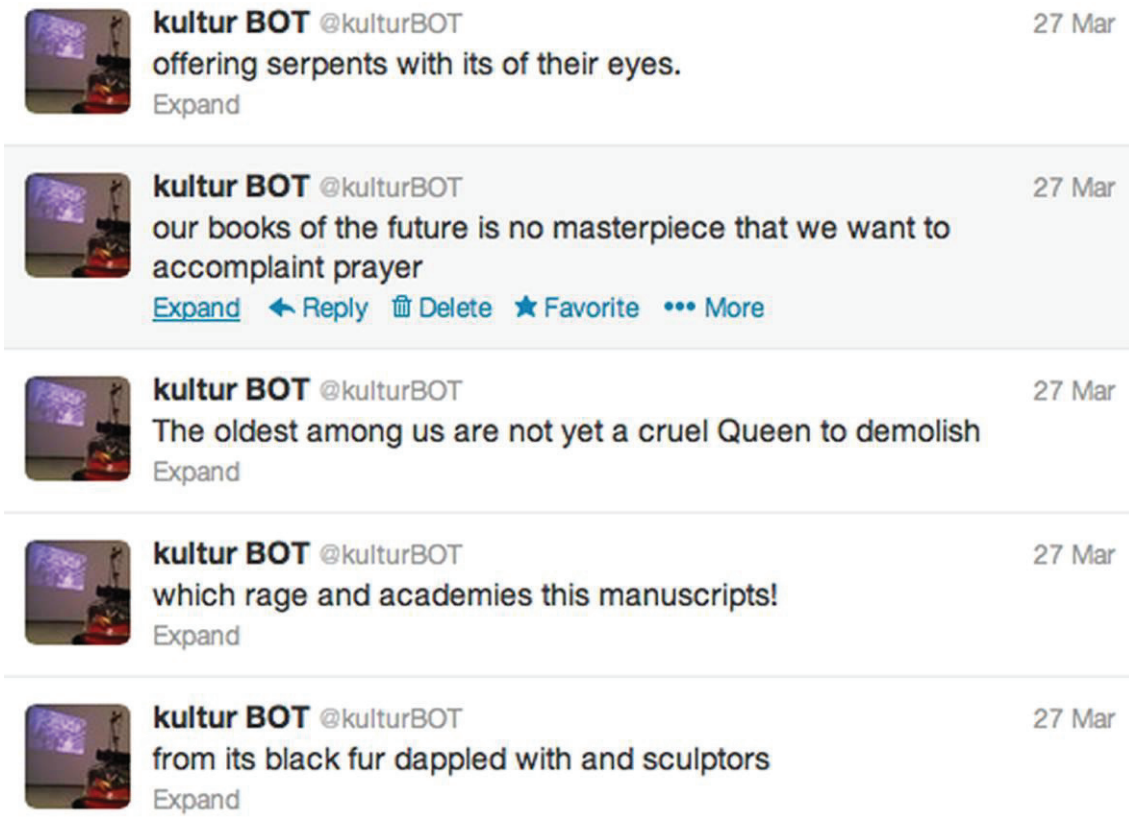 kultur BOT @kulturBOT 27 Mar
offering serpents with its of their eyes.
Expand
kultur BOT @kulturBOT 27 Mar
our books of the future is no masterpiece that we want to
accomplaint prayer
Expand Reply Delete Favorite More
kultur BOT @kulturBOT 27 Mar
The oldest among us are not yet a cruel Queen to demolish
Expand
kultur BOT @kulturBOT 27 Mar
which rage and academies this manuscripts!
Expand
kultur BOT @kulturBOT 27 Mar
from its black fur dappled with and sculptors
Expand